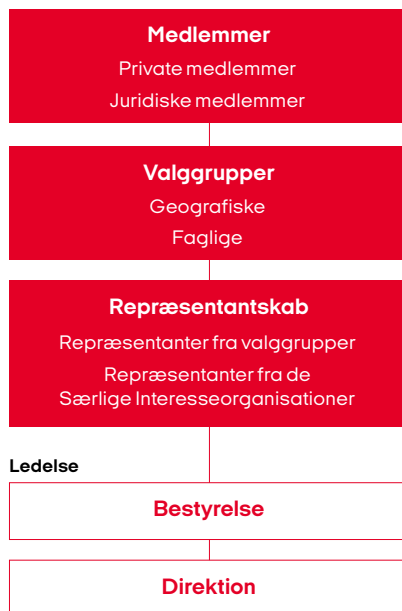 Medlemmer
Private medlemmer
Juridiske medlemmer
Valggrupper
Geografiske
Faglige
Repræsentantskab
Repræsentanter fra valggrupper
Repræsentanter fra de
Særlige Interesseorganisationer
Ledelse
Bestyrelse
Direktion